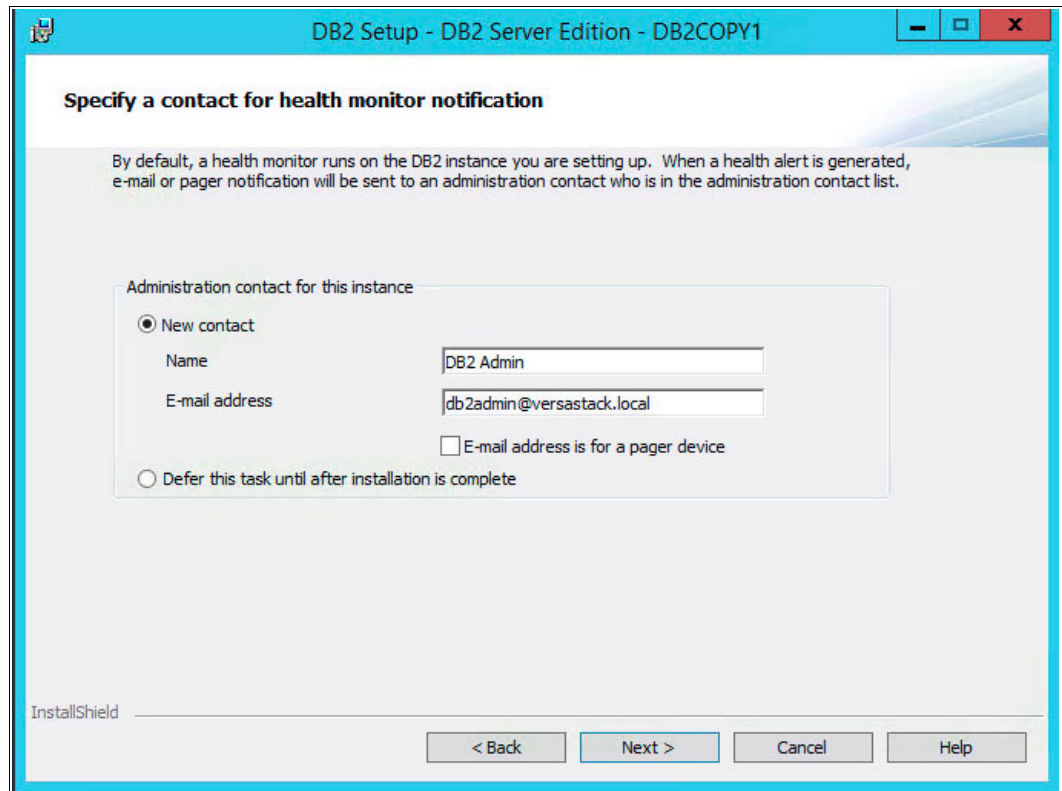 DB2 Setup - DB2 Server Edition - DB2COPY1
Specify a contact for health monitor notification
By default, a health monitor runs on the DB2 instance you are setting up.  When a health alert is generated,
e-mail or pager notification will be sent to an administration contact who is in the administration contact list.
Administration contact for this instance
New contact
Name
DB2 Admin
E-mail address
db2admin@versastack.local
E-mail address is for a pager device
Defer this task until after installation is complete
InstallShield
< Back
Next >
Cancel
Help